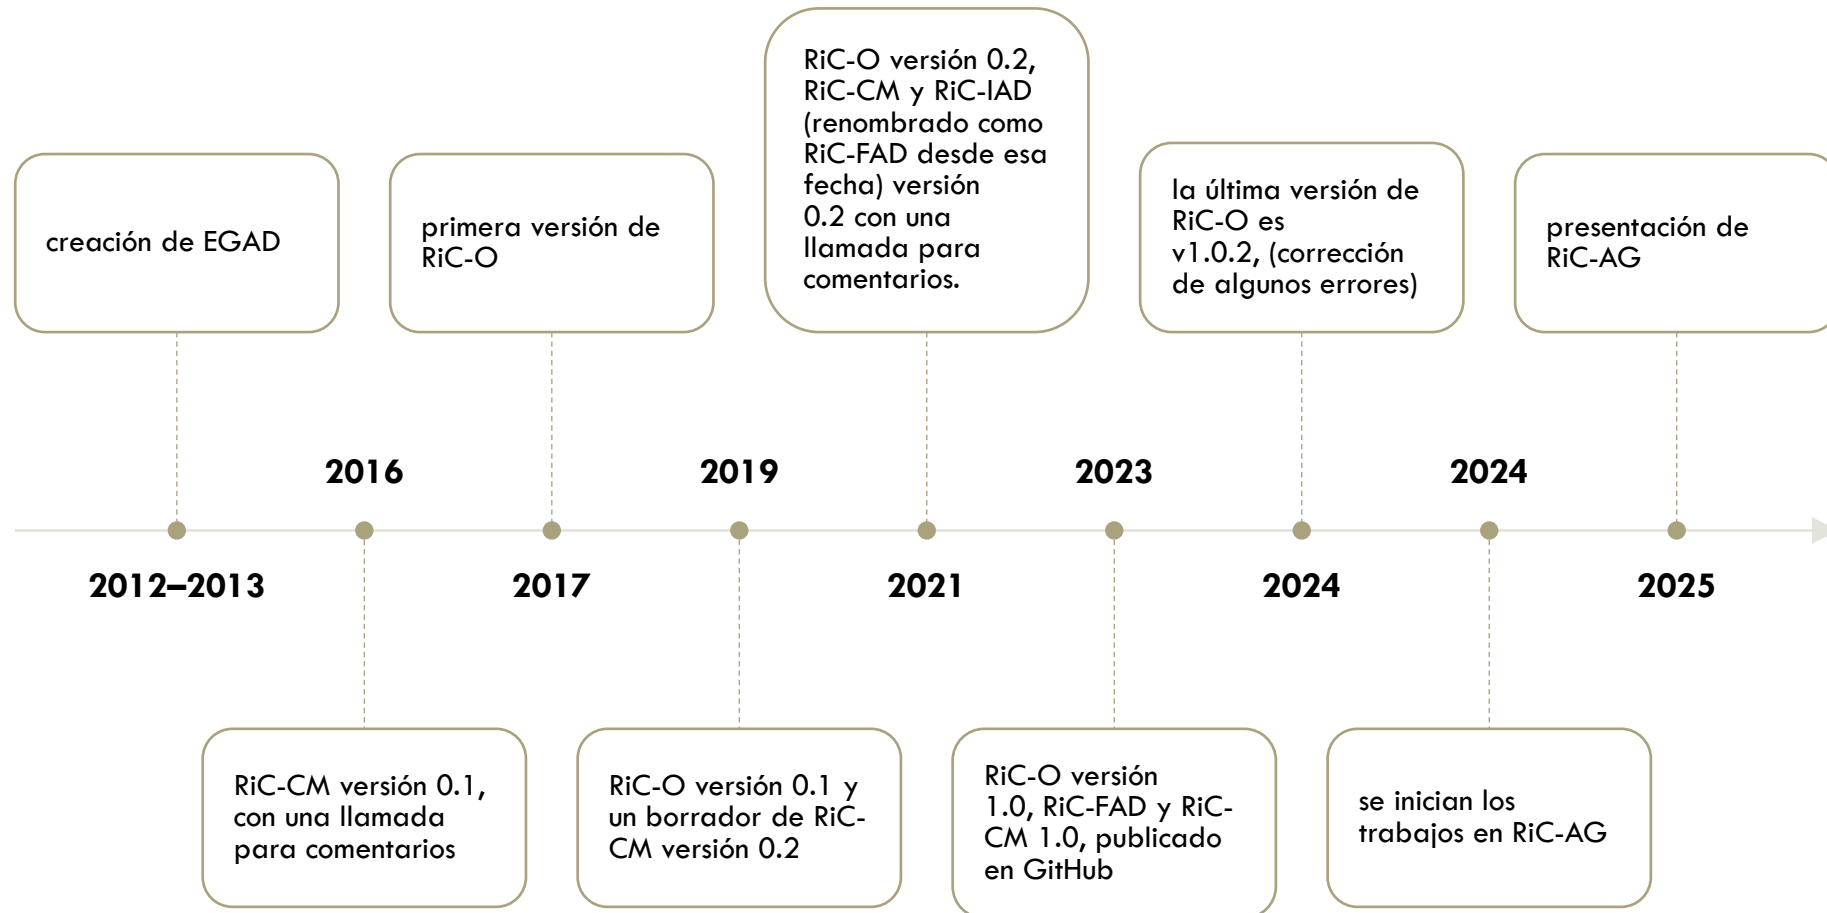 RiC-O versión 0.2,
RiC-CM y RiC-IAD
(renombrado como
RiC-FAD desde esa
fecha) versión
0.2 con una
llamada para
comentarios.
creación de EGAD
primera versión de
RiC-O
la última versión de
RiC-O es
v1.0.2, (corrección
de algunos errores)
presentación de
RiC-AG
2016
2019
2023
2024
2012–2013
2017
2021
2024
2025
RiC-CM versión 0.1,
con una llamada
para comentarios
RiC-O versión 0.1 y
un borrador de RiC-
CM versión 0.2
RiC-O versión
1.0, RiC-FAD y RiC-
CM 1.0, publicado
en GitHub
se inician los
trabajos en RiC-AG